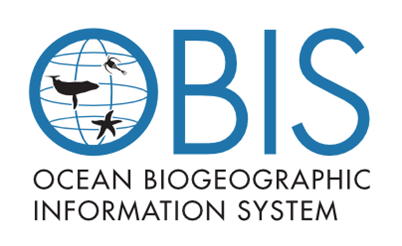 OBIS
OCEAN BIOGEOGRAPHIC
INFORMATION SYSTEM